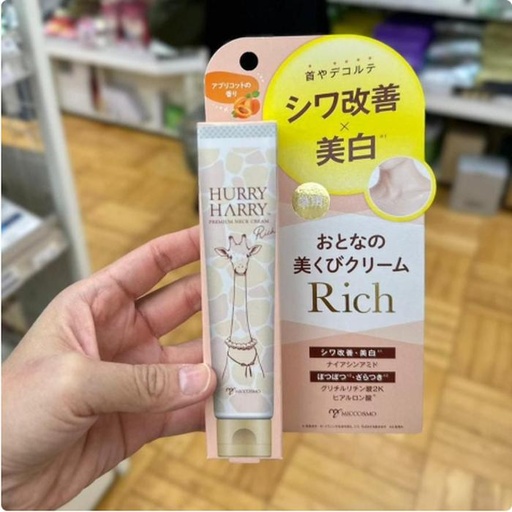 アプリコットの
香り
HURRY
HARRY
PREMIUM NECK CREAM
Rich
MICCOSMO
首やデコルテ
シワ改善
×
美白
薬用
おとなの
美くびクリーム
Rich
シワ改善・美白
ナイアシンアミド
ぽつぽつ・ざらつき
グリチルリチン酸2K
ヒアルロン酸
MICCOSMO